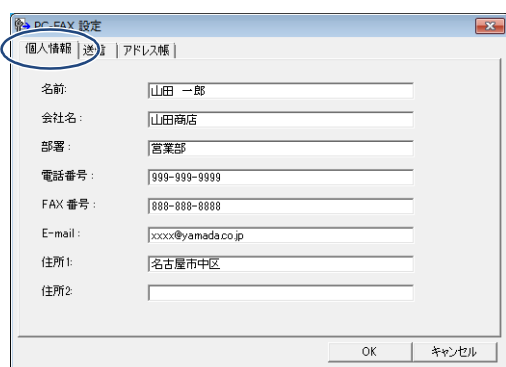 PC-FAX 設定
個人情報 送信 アドレス帳
名前: 山田 一郎
会社名: 山田商店
部署: 営業部
電話番号: 999-999-9999
FAX 番号: 888-888-8888
E-mail: xxxx@yamada.co.jp
住所1: 名古屋市中区
住所2:
OK キャンセル